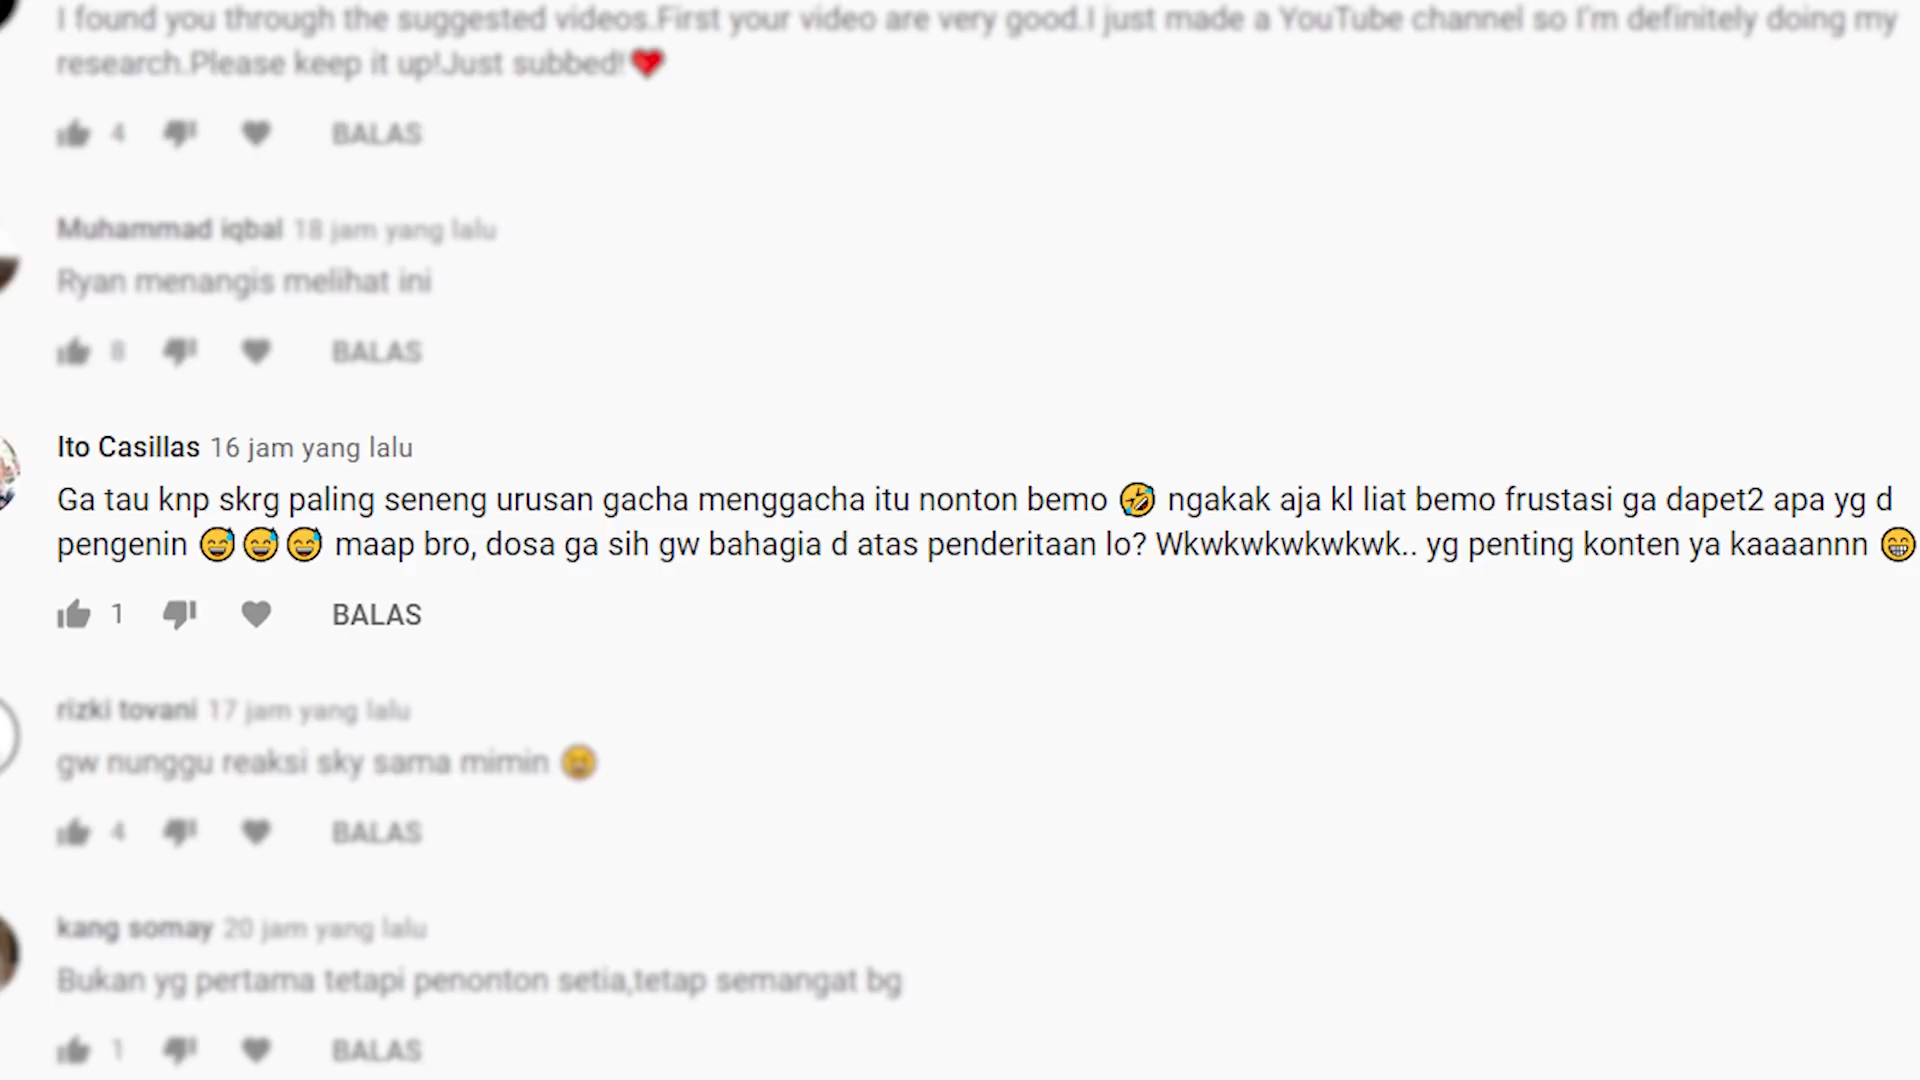 I found you through the suggested videos.First your video are very good.I just made a YouTube channel so I'm definitely doing my
research.Please keep it up!Just subbed!❤️
4 BALAS
Muhammad iqbal 18 jam yang lalu
Ryan menangis melihat ini
8 BALAS
Ito Casillas 16 jam yang lalu
Ga tau knp skrg paling seneng urusan gacha menggacha itu nonton bemo 🤣 ngakak aja kl liat bemo frustasi ga dapet2 apa yg d
pengenin 😅😅😅 maap bro, dosa ga sih gw bahagia d atas penderitaan lo? Wkwkwkwkwkwk.. yg penting konten ya kaaaannn 😁
1 BALAS
rizki tovani 17 jam yang lalu
gw nunggu reaksi sky sama mimin 😄
4 BALAS
kang somay 20 jam yang lalu
Bukan yg pertama tetapi penonton setia,tetap semangat bg
1 BALAS